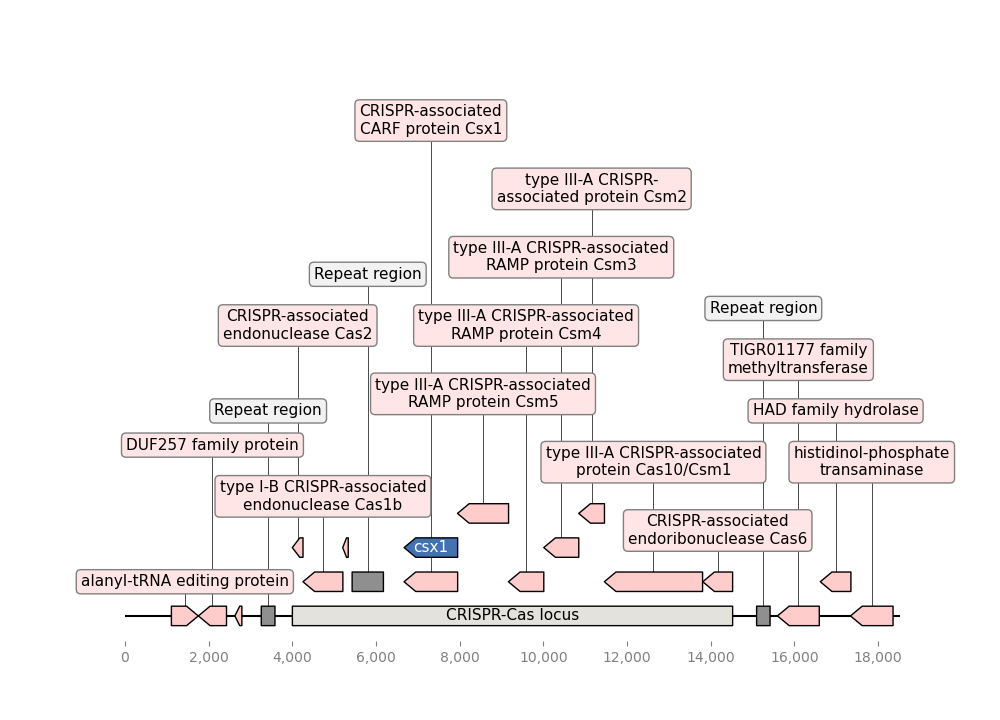 CRISPR-associated
CARF protein Csx1
type III-A CRISPR-
associated protein Csm2
type III-A CRISPR-associated
RAMP protein Csm3
Repeat region
CRISPR-associated
endonuclease Cas2
type III-A CRISPR-associated
RAMP protein Csm4
Repeat region
TIGR01177 family
methyltransferase
type III-A CRISPR-associated
RAMP protein Csm5
Repeat region
HAD family hydrolase
DUF257 family protein
type III-A CRISPR-associated
protein Cas10/Csm1
histidinol-phosphate
transaminase
type I-B CRISPR-associated
endonuclease Cas1b
CRISPR-associated
endoribonuclease Cas6
csx1
alanyl-tRNA editing protein
CRISPR-Cas locus
0 2,000 4,000 6,000 8,000 10,000 12,000 14,000 16,000 18,000